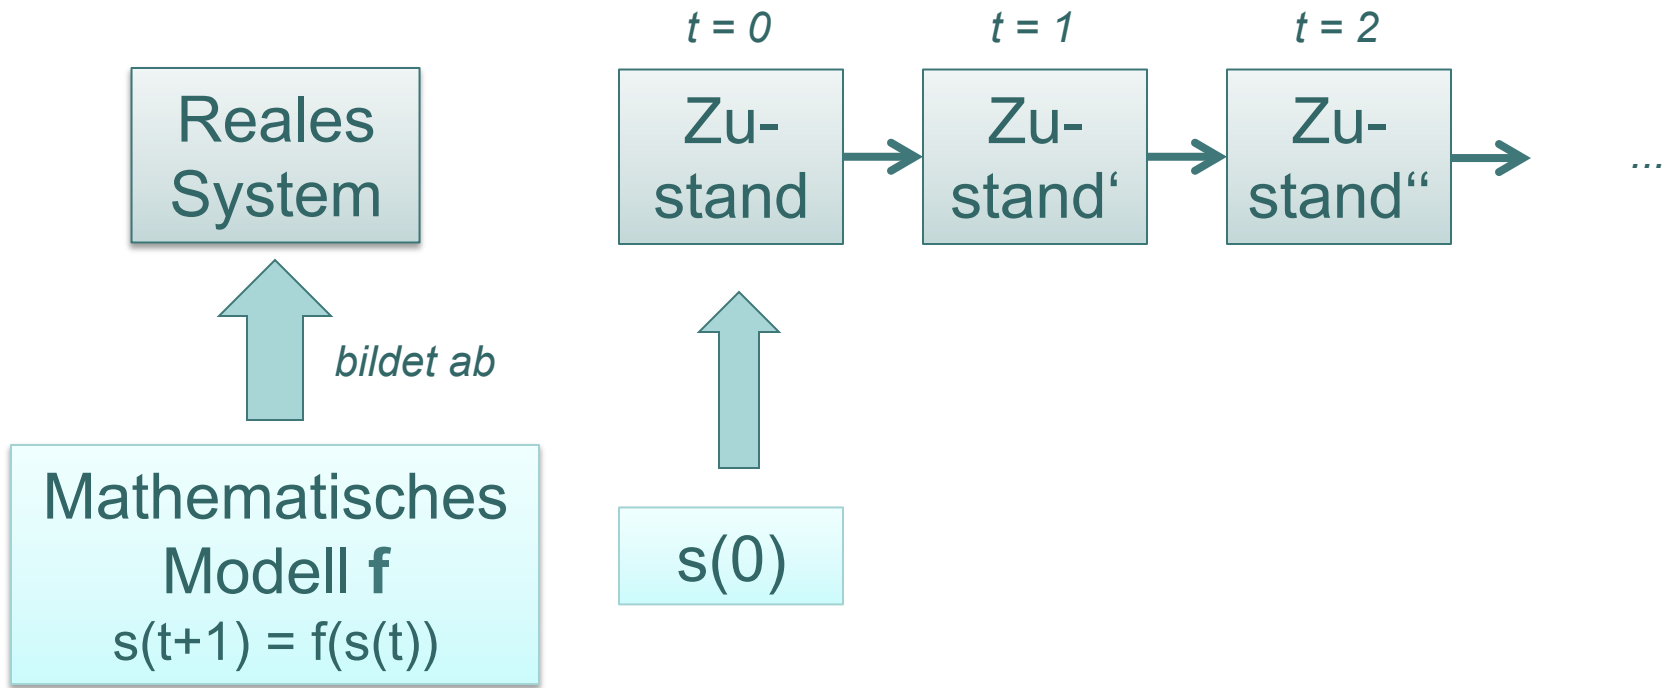 t = 0
t = 1
t = 2
Reales
System
Zu-
stand
Zu-
stand‘
Zu-
stand“
...
bildet ab
Mathematisches
Modell f
s(t+1) = f(s(t))
s(0)